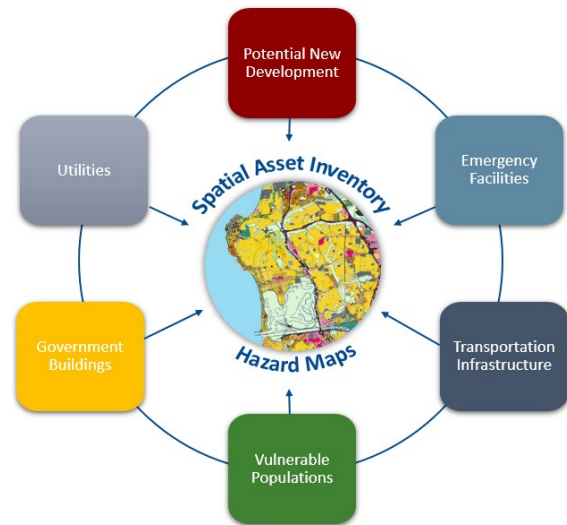 Potential New
Development
Utilities
Emergency
Facilities
Spatial Asset Inventory
Hazard Maps
Government
Buildings
Transportation
Infrastructure
Vulnerable
Populations